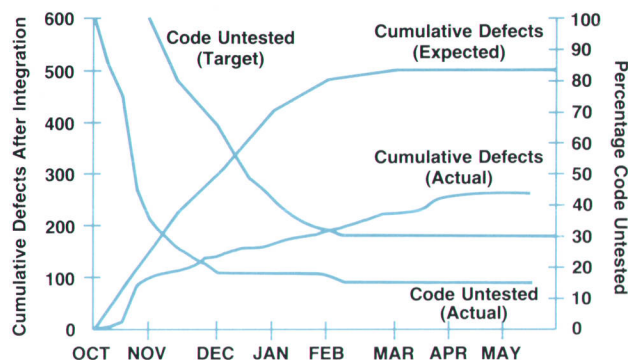 Cumulative Defects After Integration
600
500
400
300
200
100
0
Code Untested
(Target)
Cumulative Defects
(Expected)
Cumulative Defects
(Actual)
Code Untested
(Actual)
100
90
80
70
60
50
40
30
20
10
0
Percentage Code Untested
OCT NOV DEC JAN FEB MAR APR MAY